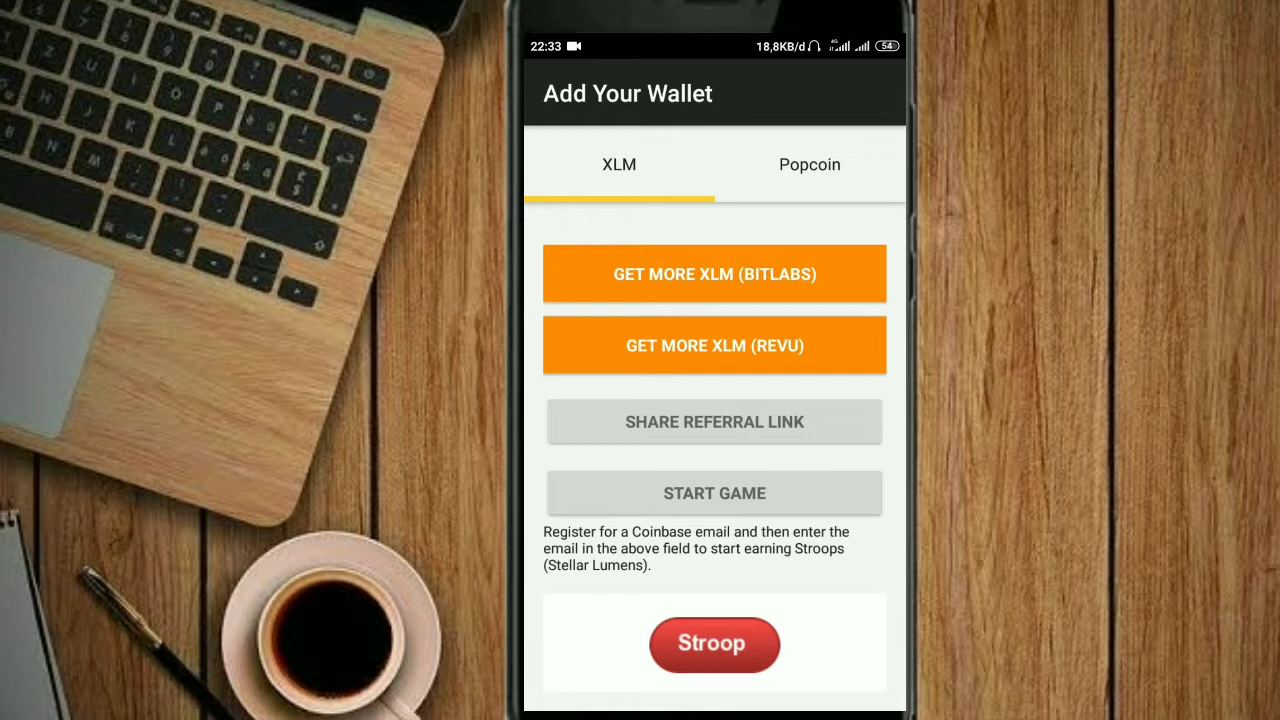 22:33
18,8KB/d 4G 54
Add Your Wallet
XLM
Popcoin
GET MORE XLM (BITLABS)
GET MORE XLM (REVU)
SHARE REFERRAL LINK
START GAME
Register for a Coinbase email and then enter the
email in the above field to start earning Stroops
(Stellar Lumens).
Stroop